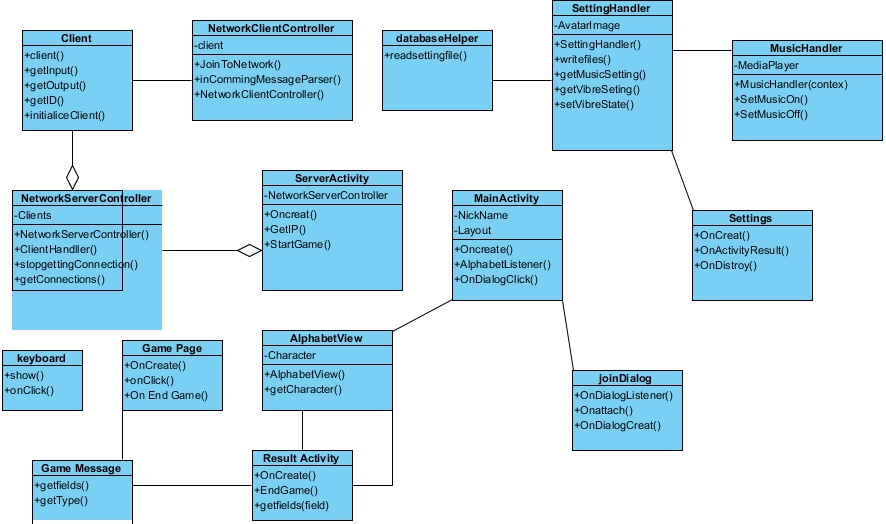 Client
+client()
+getInput()
+getOutput()
+getID()
+initialiceClient()
NetworkClientController
-client
+JoinToNetwork()
+inCommingMessageParser()
+NetworkClientController()
databaseHelper
+readsettingfile()
SettingHandler
-AvatarImage
+SettingHandler()
+writefiles()
+getMusicSetting()
+getVibreSeting()
+setVibreState()
MusicHandler
-MediaPlayer
+MusicHandler(contex)
+SetMusicOn()
+SetMusicOff()
NetworkServerController
-Clients
+NetworkServerController()
+ClientHandller()
+stopgettingConnection()
+getConnections()
ServerActivity
-NetworkServerController
+Oncreat()
+GetIP()
+StartGame()
MainActivity
-NickName
-Layout
+Oncreate()
+AlphabetListener()
+OnDialogClick()
Settings
+OnCreat()
+OnActivityResult()
+OnDistroy()
keyboard
+show()
+onClick()
Game Page
+OnCreate()
+onClick()
+On End Game()
AlphabetView
-Character
+AlphabetView()
+getCharacter()
joinDialog
+OnDialogListener()
+Onattach()
+OnDialogCreat()
Game Message
+getfields()
+getType()
Result Activity
+OnCreate()
+EndGame()
+getfields(field)